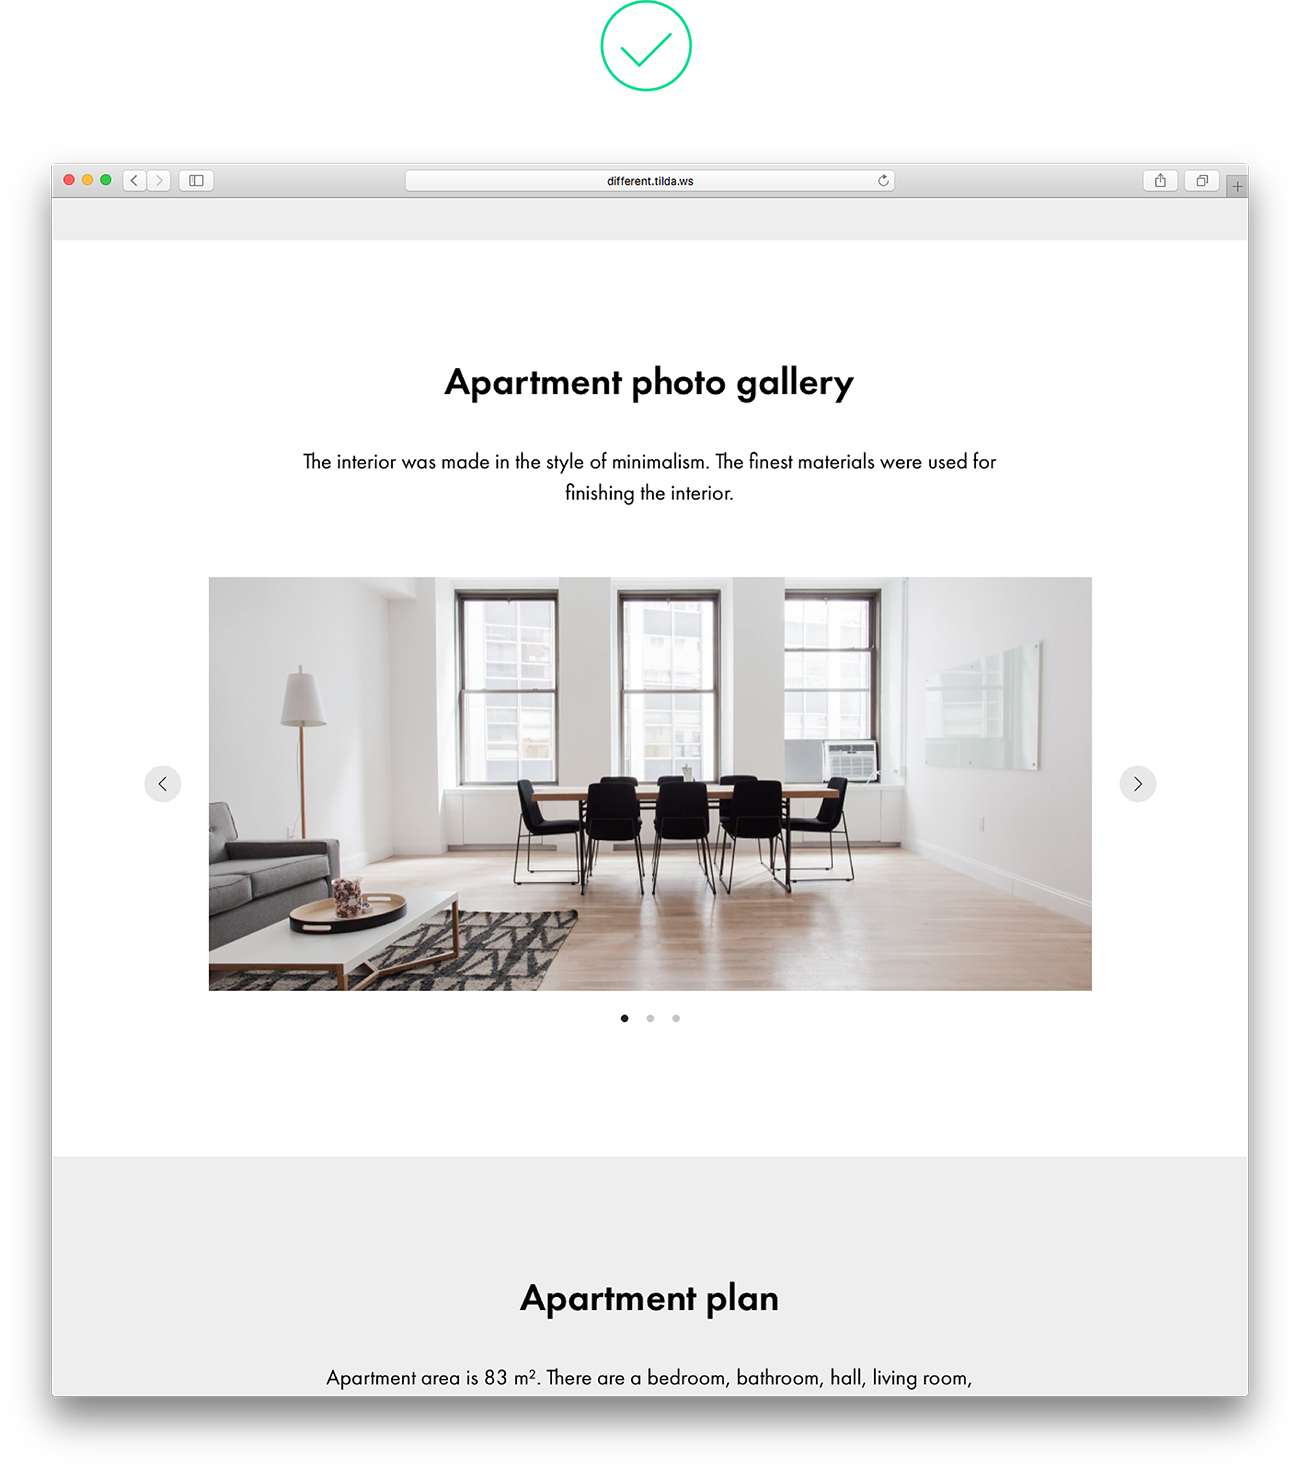 different.tilda.ws
Apartment photo gallery
The interior was made in the style of minimalism. The finest materials were used for
finishing the interior.
Apartment plan
Apartment area is 83 m². There are a bedroom, bathroom, hall, living room,